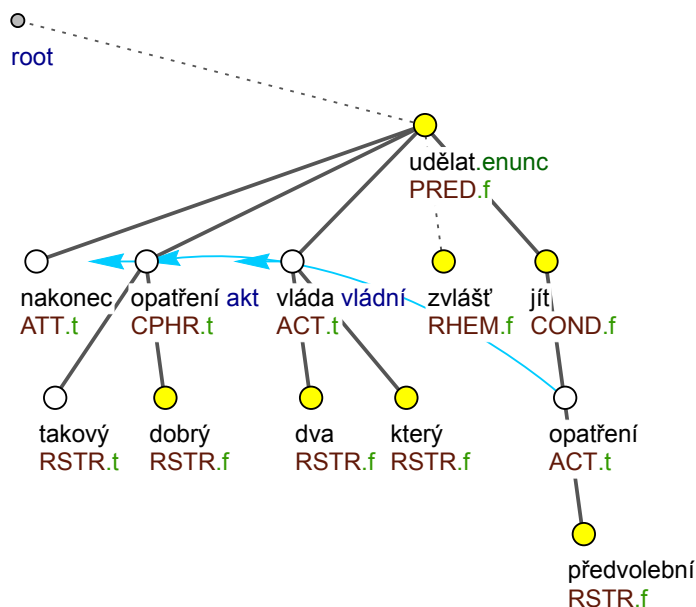 root
udělat.enunc
PRED.f
nakonec opatření akt vláda vládní zvlášť jít
ATT.t CPHR.t ACT.t RHEM.f COND.f
takový dobrý dva který opatření
RSTR.t RSTR.f RSTR.f RSTR.f ACT.t
předvolební
RSTR.f